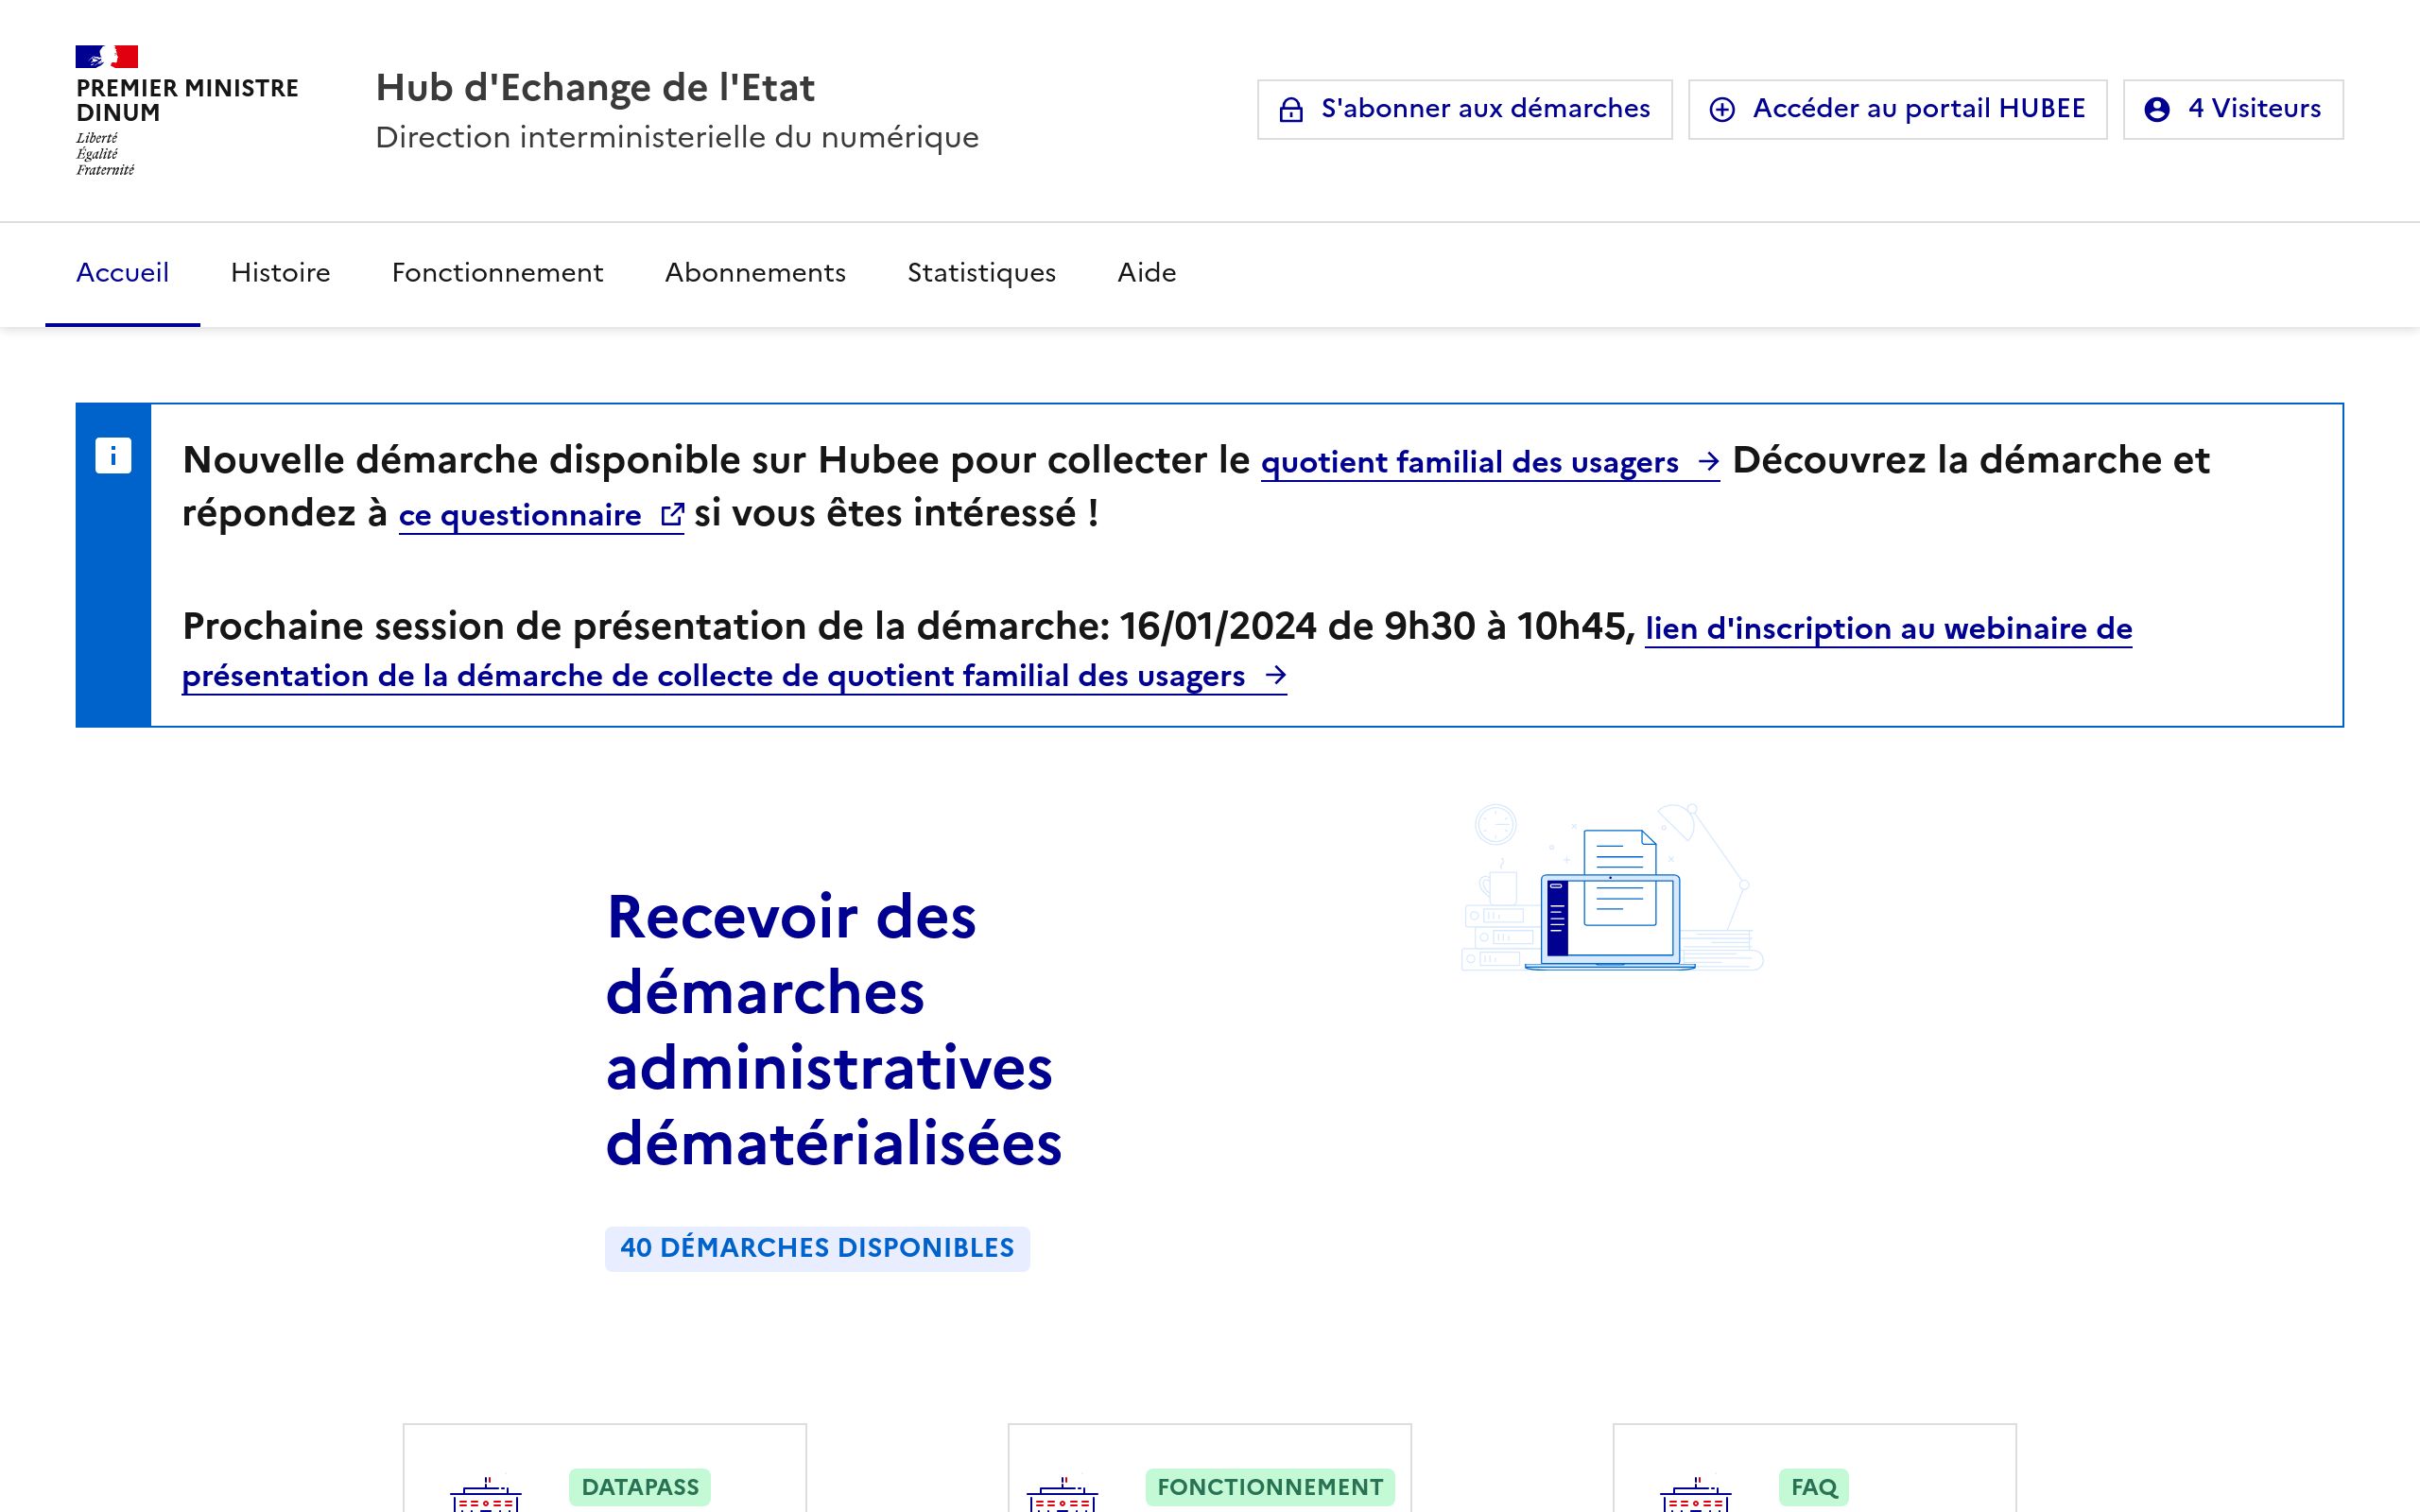 PREMIER MINISTRE
DINUM
Liberté
Égalité
Fraternité
Hub d'Echange de l'Etat
Direction interministerielle du numérique
S'abonner aux démarches
Accéder au portail HUBEE
4 Visiteurs
Accueil
Histoire
Fonctionnement
Abonnements
Statistiques
Aide
Nouvelle démarche disponible sur Hubee pour collecter le quotient familial des usagers → Découvrez la démarche et
répondez à ce questionnaire si vous êtes intéressé !
Prochaine session de présentation de la démarche: 16/01/2024 de 9h30 à 10h45, lien d'inscription au webinaire de
présentation de la démarche de collecte de quotient familial des usagers →
Recevoir des
démarches
administratives
dématérialisées
40 DÉMARCHES DISPONIBLES
DATAPASS
FONCTIONNEMENT
FAQ